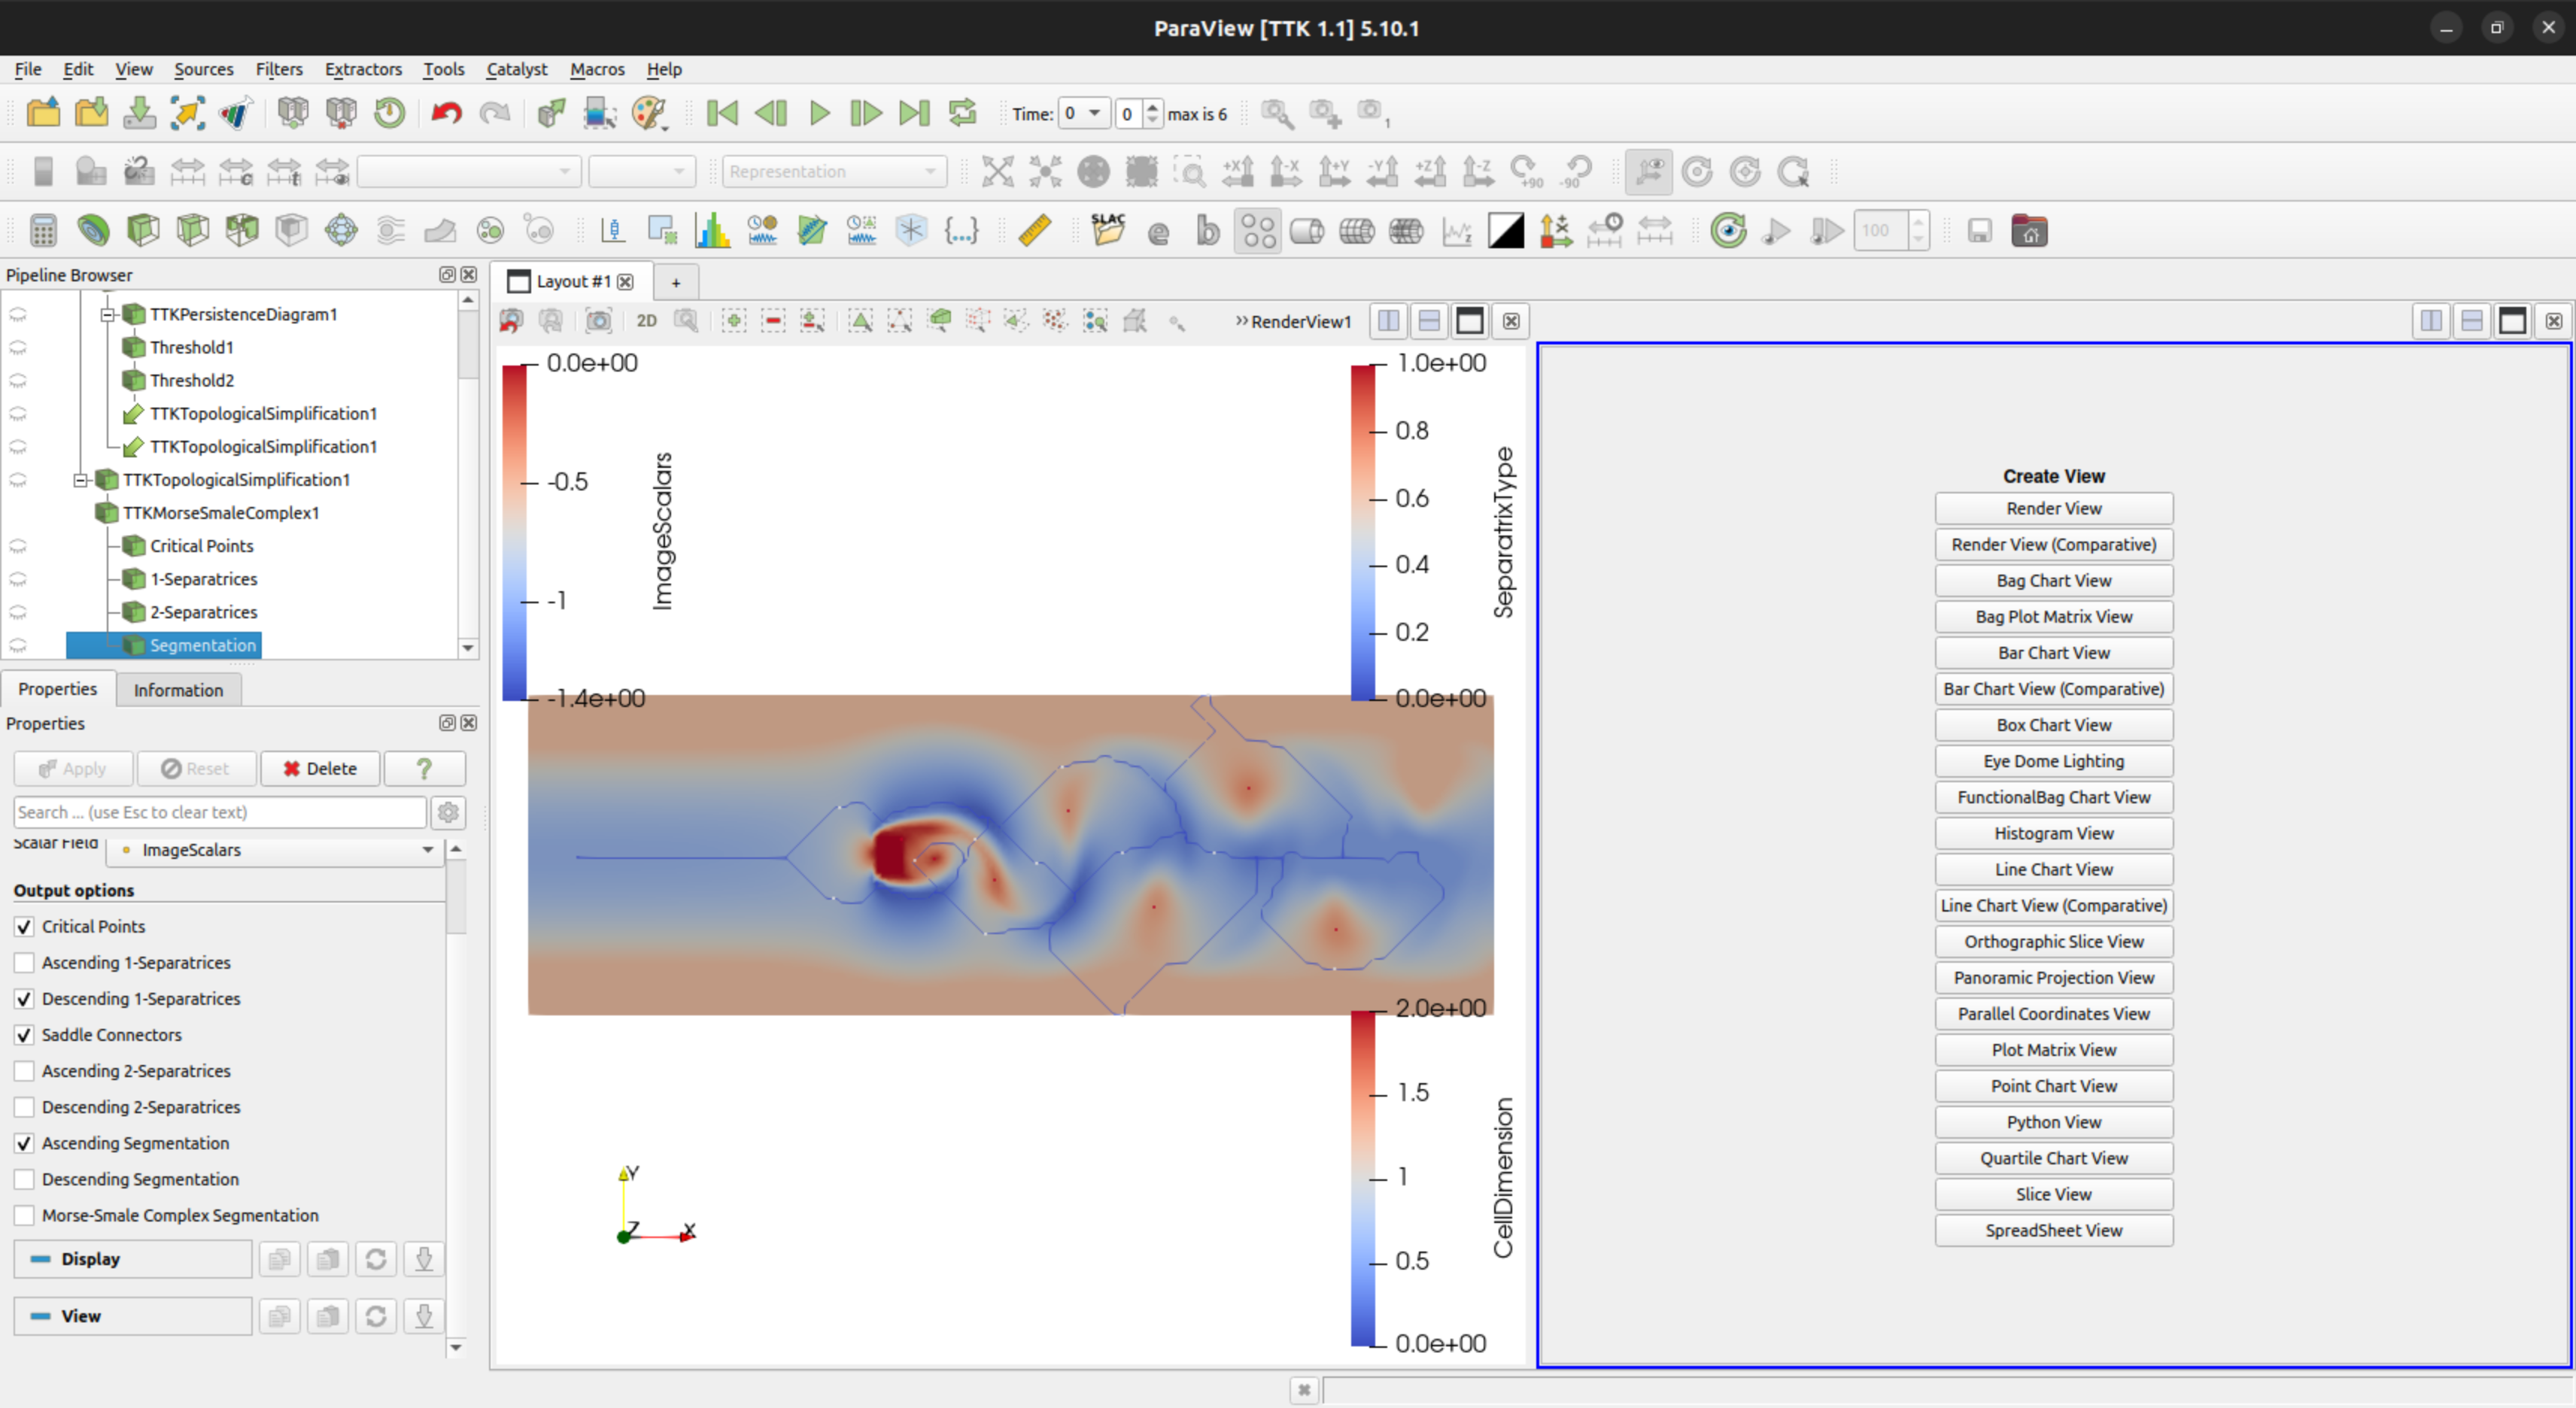 ParaView [TTK 1.1] 5.10.1
File Edit View Sources Filters Extractors Tools Catalyst Macros Help
Time: 0 0 max is 6 1
Representation +X -X +Y -Y +Z -Z +90 -90
SLAC e b z 100
Pipeline Browser
TTKPersistenceDiagram1
Threshold1
Threshold2
TTKTopologicalSimplification1
TTKTopologicalSimplification1
TTKTopologicalSimplification1
TTKMorseSmaleComplex1
Critical Points
1-Separatrices
2-Separatrices
Segmentation
Properties Information
Properties
Apply Reset Delete ?
Search ... (use Esc to clear text)
Scalar Field ImageScalars
Output options
Critical Points
Ascending 1-Separatrices
Descending 1-Separatrices
Saddle Connectors
Ascending 2-Separatrices
Descending 2-Separatrices
Ascending Segmentation
Descending Segmentation
Morse-Smale Complex Segmentation
Display
View
Layout #1 +
2D >> RenderView1
0.0e+00
-0.5
-1
-1.4e+00
ImageScalars
1.0e+00
0.8
0.6
0.4
0.2
0.0e+00
SeparatrixType
2.0e+00
1.5
1
0.5
0.0e+00
CellDimension
Y
Z X
Create View
Render View
Render View (Comparative)
Bag Chart View
Bag Plot Matrix View
Bar Chart View
Bar Chart View (Comparative)
Box Chart View
Eye Dome Lighting
FunctionalBag Chart View
Histogram View
Line Chart View
Line Chart View (Comparative)
Orthographic Slice View
Panoramic Projection View
Parallel Coordinates View
Plot Matrix View
Point Chart View
Python View
Quartile Chart View
Slice View
SpreadSheet View